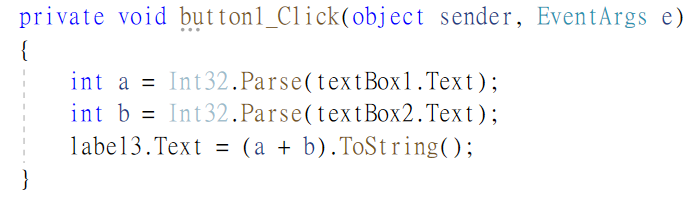 private void button1_Click(object sender, EventArgs e)
{
int a = Int32.Parse(textBox1.Text);
int b = Int32.Parse(textBox2.Text);
label3.Text = (a + b).ToString();
}